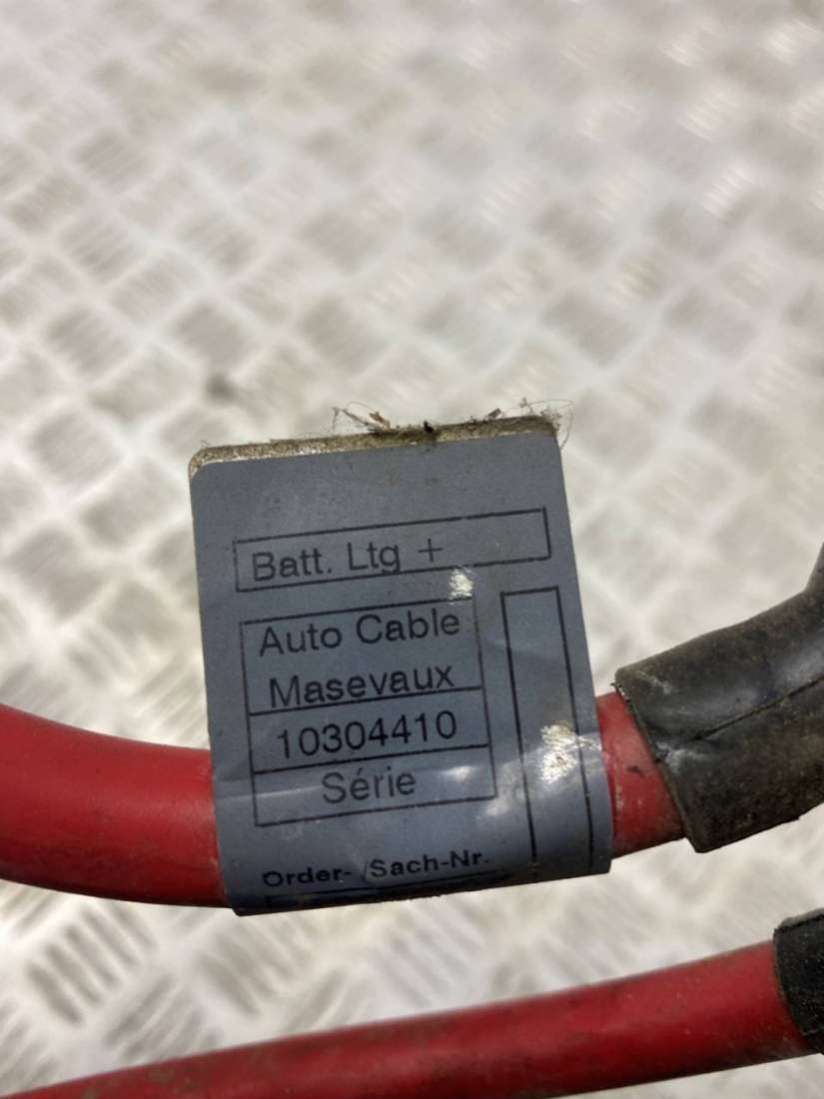 Batt. Ltg +
Auto Cable
Masevaux
10304410
Série
Order- /Sach-Nr.